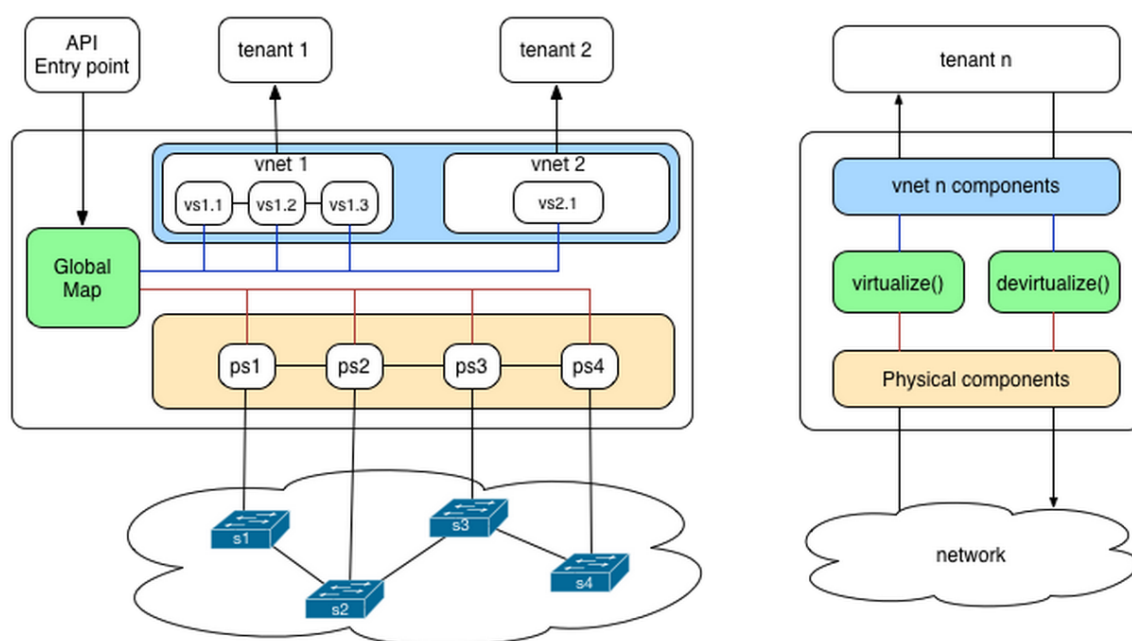 API
Entry point
tenant 1
tenant 2
vnet 1
vnet 2
vs1.1
vs1.2
vs1.3
vs2.1
Global
Map
ps1
ps2
ps3
ps4
s1
s2
s3
s4
tenant n
vnet n components
virtualize()
devirtualize()
Physical components
network